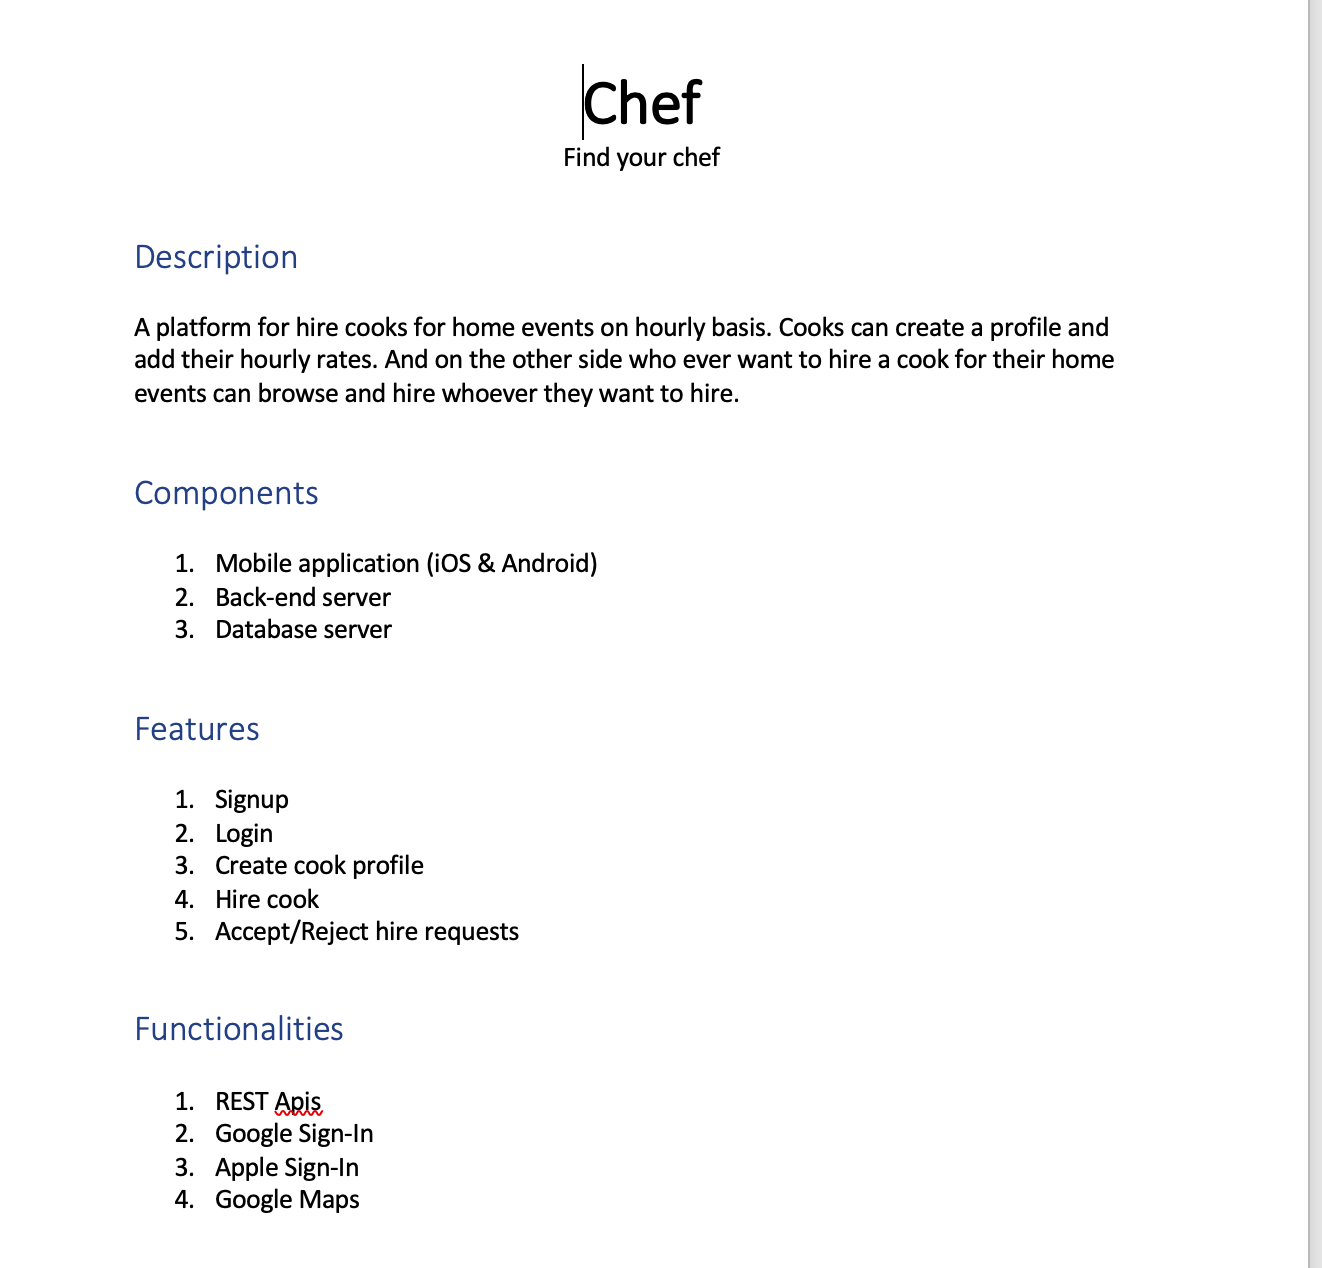 Chef
Find your chef
Description
A platform for hire cooks for home events on hourly basis. Cooks can create a profile and
add their hourly rates. And on the other side who ever want to hire a cook for their home
events can browse and hire whoever they want to hire.
Components
1. Mobile application (iOS & Android)
2. Back-end server
3. Database server
Features
1. Signup
2. Login
3. Create cook profile
4. Hire cook
5. Accept/Reject hire requests
Functionalities
1. REST Apis
2. Google Sign-In
3. Apple Sign-In
4. Google Maps